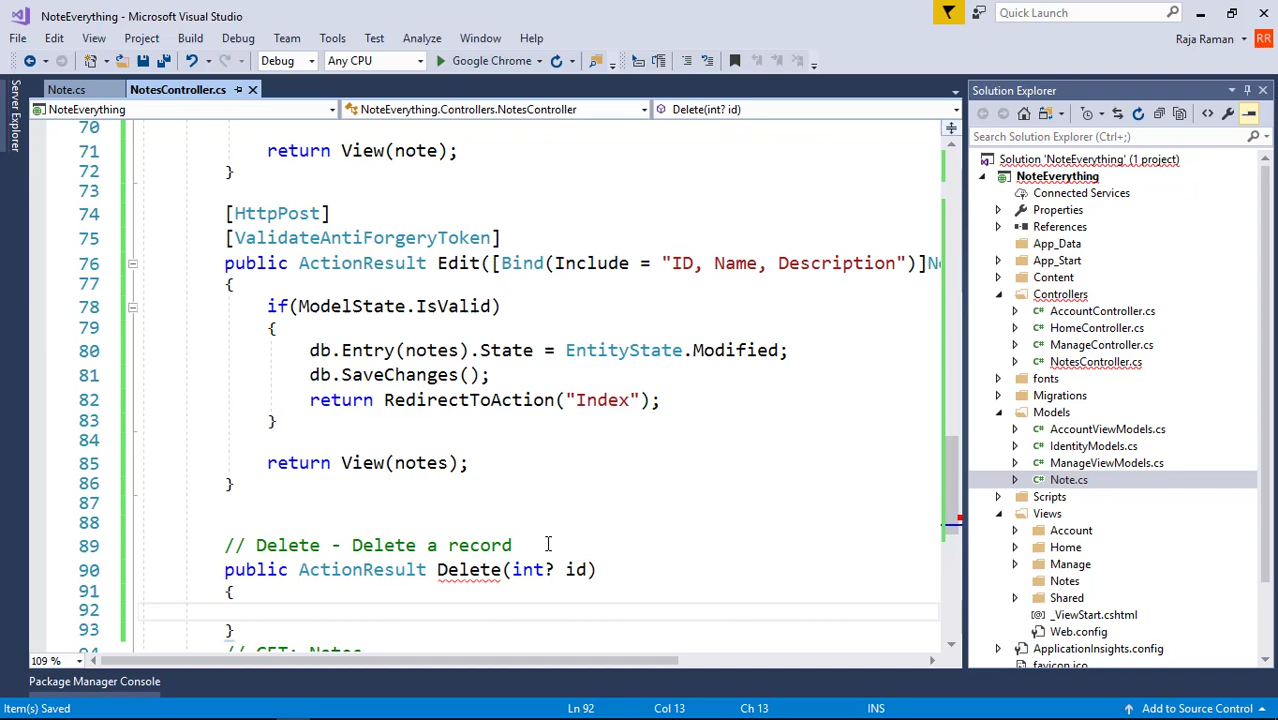 NoteEverything - Microsoft Visual Studio
Quick Launch
File Edit View Project Build Debug Team Tools Test Analyze Window Help
Raja Raman
RR
Debug
Any CPU
Google Chrome
Server Explorer
Note.cs
NotesController.cs
NoteEverything
NoteEverything.Controllers.NotesController
Delete(int? id)
70
71 return View(note);
72 }
73
74 [HttpPost]
75 [ValidateAntiForgeryToken]
76 public ActionResult Edit([Bind(Include = "ID, Name, Description")]
77 {
78 if(ModelState.IsValid)
79 {
80 db.Entry(notes).State = EntityState.Modified;
81 db.SaveChanges();
82 return RedirectToAction("Index");
83 }
84
85 return View(notes);
86 }
87
88
89 // Delete - Delete a record
90 public ActionResult Delete(int? id)
91 {
92
93 }
94 // GET: Notes
109 %
Package Manager Console
Solution Explorer
Search Solution Explorer (Ctrl+;)
Solution 'NoteEverything' (1 project)
NoteEverything
Connected Services
Properties
References
App_Data
App_Start
Content
Controllers
AccountController.cs
HomeController.cs
ManageController.cs
NotesController.cs
fonts
Migrations
Models
AccountViewModels.cs
IdentityModels.cs
ManageViewModels.cs
Note.cs
Scripts
Views
Account
Home
Manage
Notes
Shared
_ViewStart.cshtml
Web.config
ApplicationInsights.config
favicon.ico
Item(s) Saved
Ln 92
Col 13
Ch 13
INS
Add to Source Control